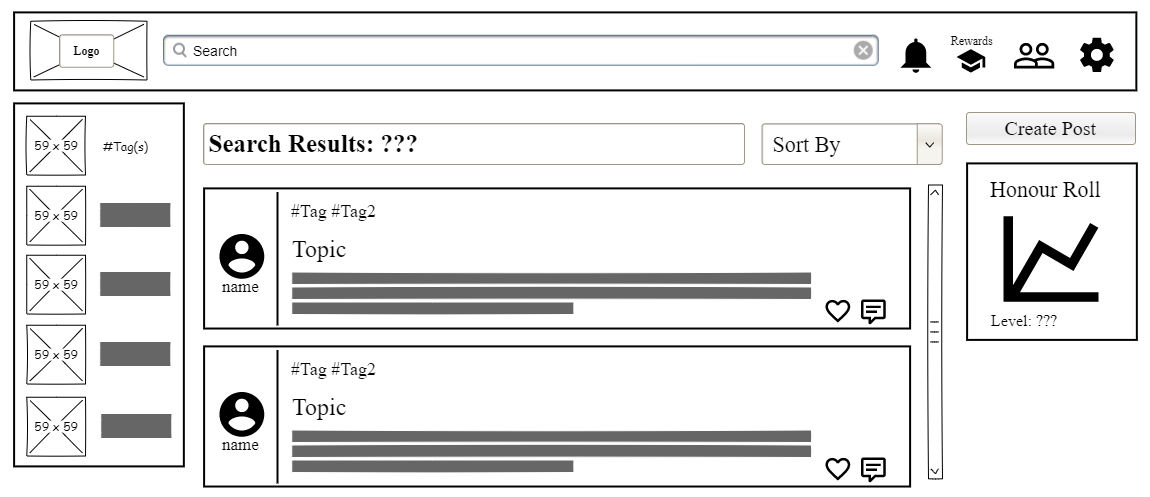 Logo
Search
Rewards
59 x 59
#Tag(s)
59 x 59
59 x 59
59 x 59
59 x 59
Search Results: ???
Sort By
#Tag #Tag2
Topic
name
#Tag #Tag2
Topic
name
Create Post
Honour Roll
Level: ???